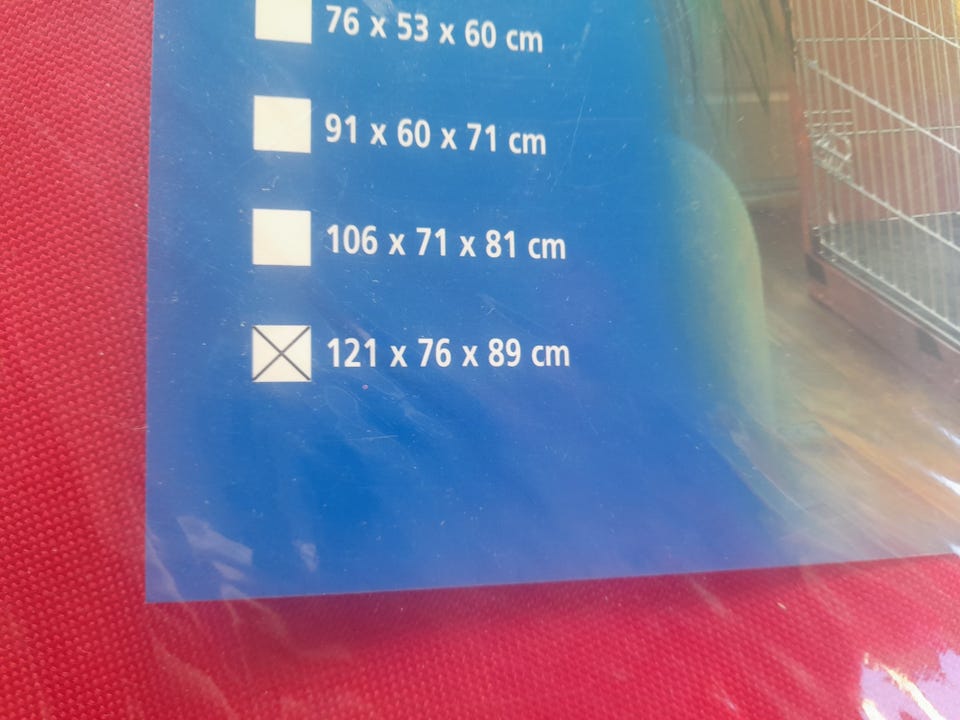 76 x 53 x 60 cm
91 x 60 x 71 cm
106 x 71 x 81 cm
121 x 76 x 89 cm